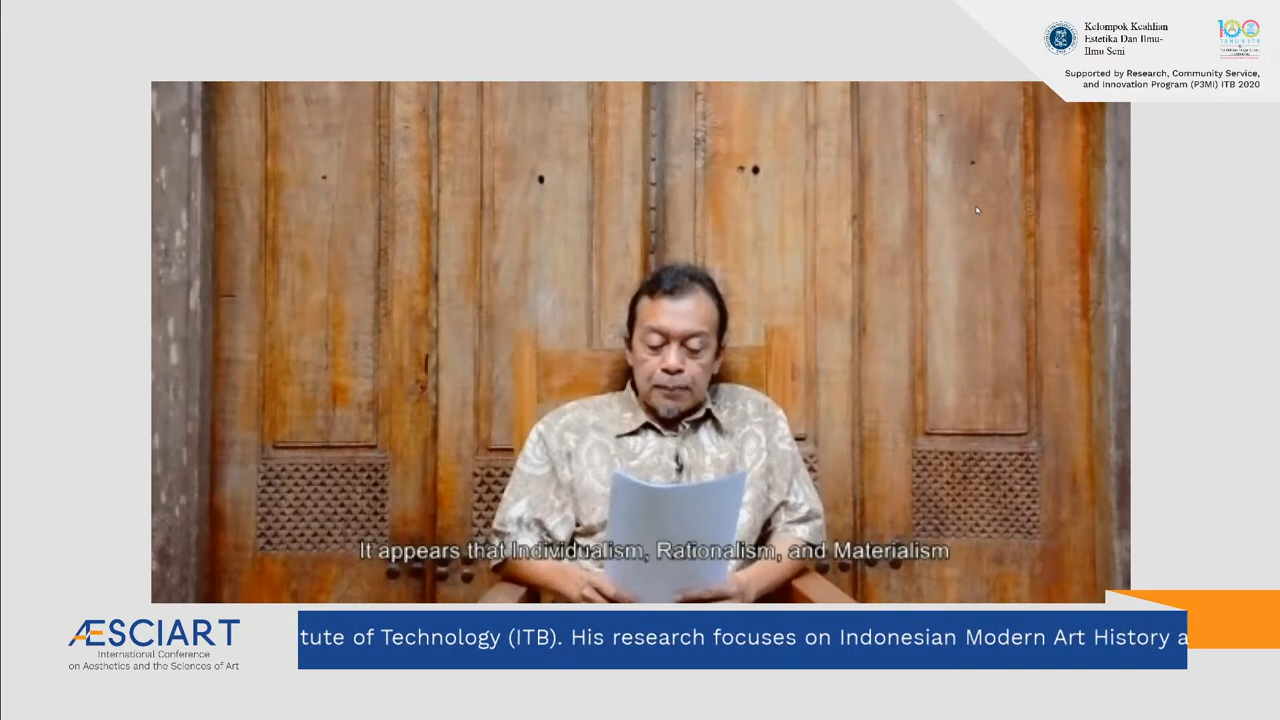 Kelompok Keahlian
Estetika Dan Ilmu-
Ilmu Seni
100
Supported by Research, Community Service,
and Innovation Program (P3MI) ITB 2020
It appears that Individualism, Rationalism, and Materialism
ÆSCIART
International Conference
on Aesthetics and the Sciences of Art
tute of Technology (ITB). His research focuses on Indonesian Modern Art History a